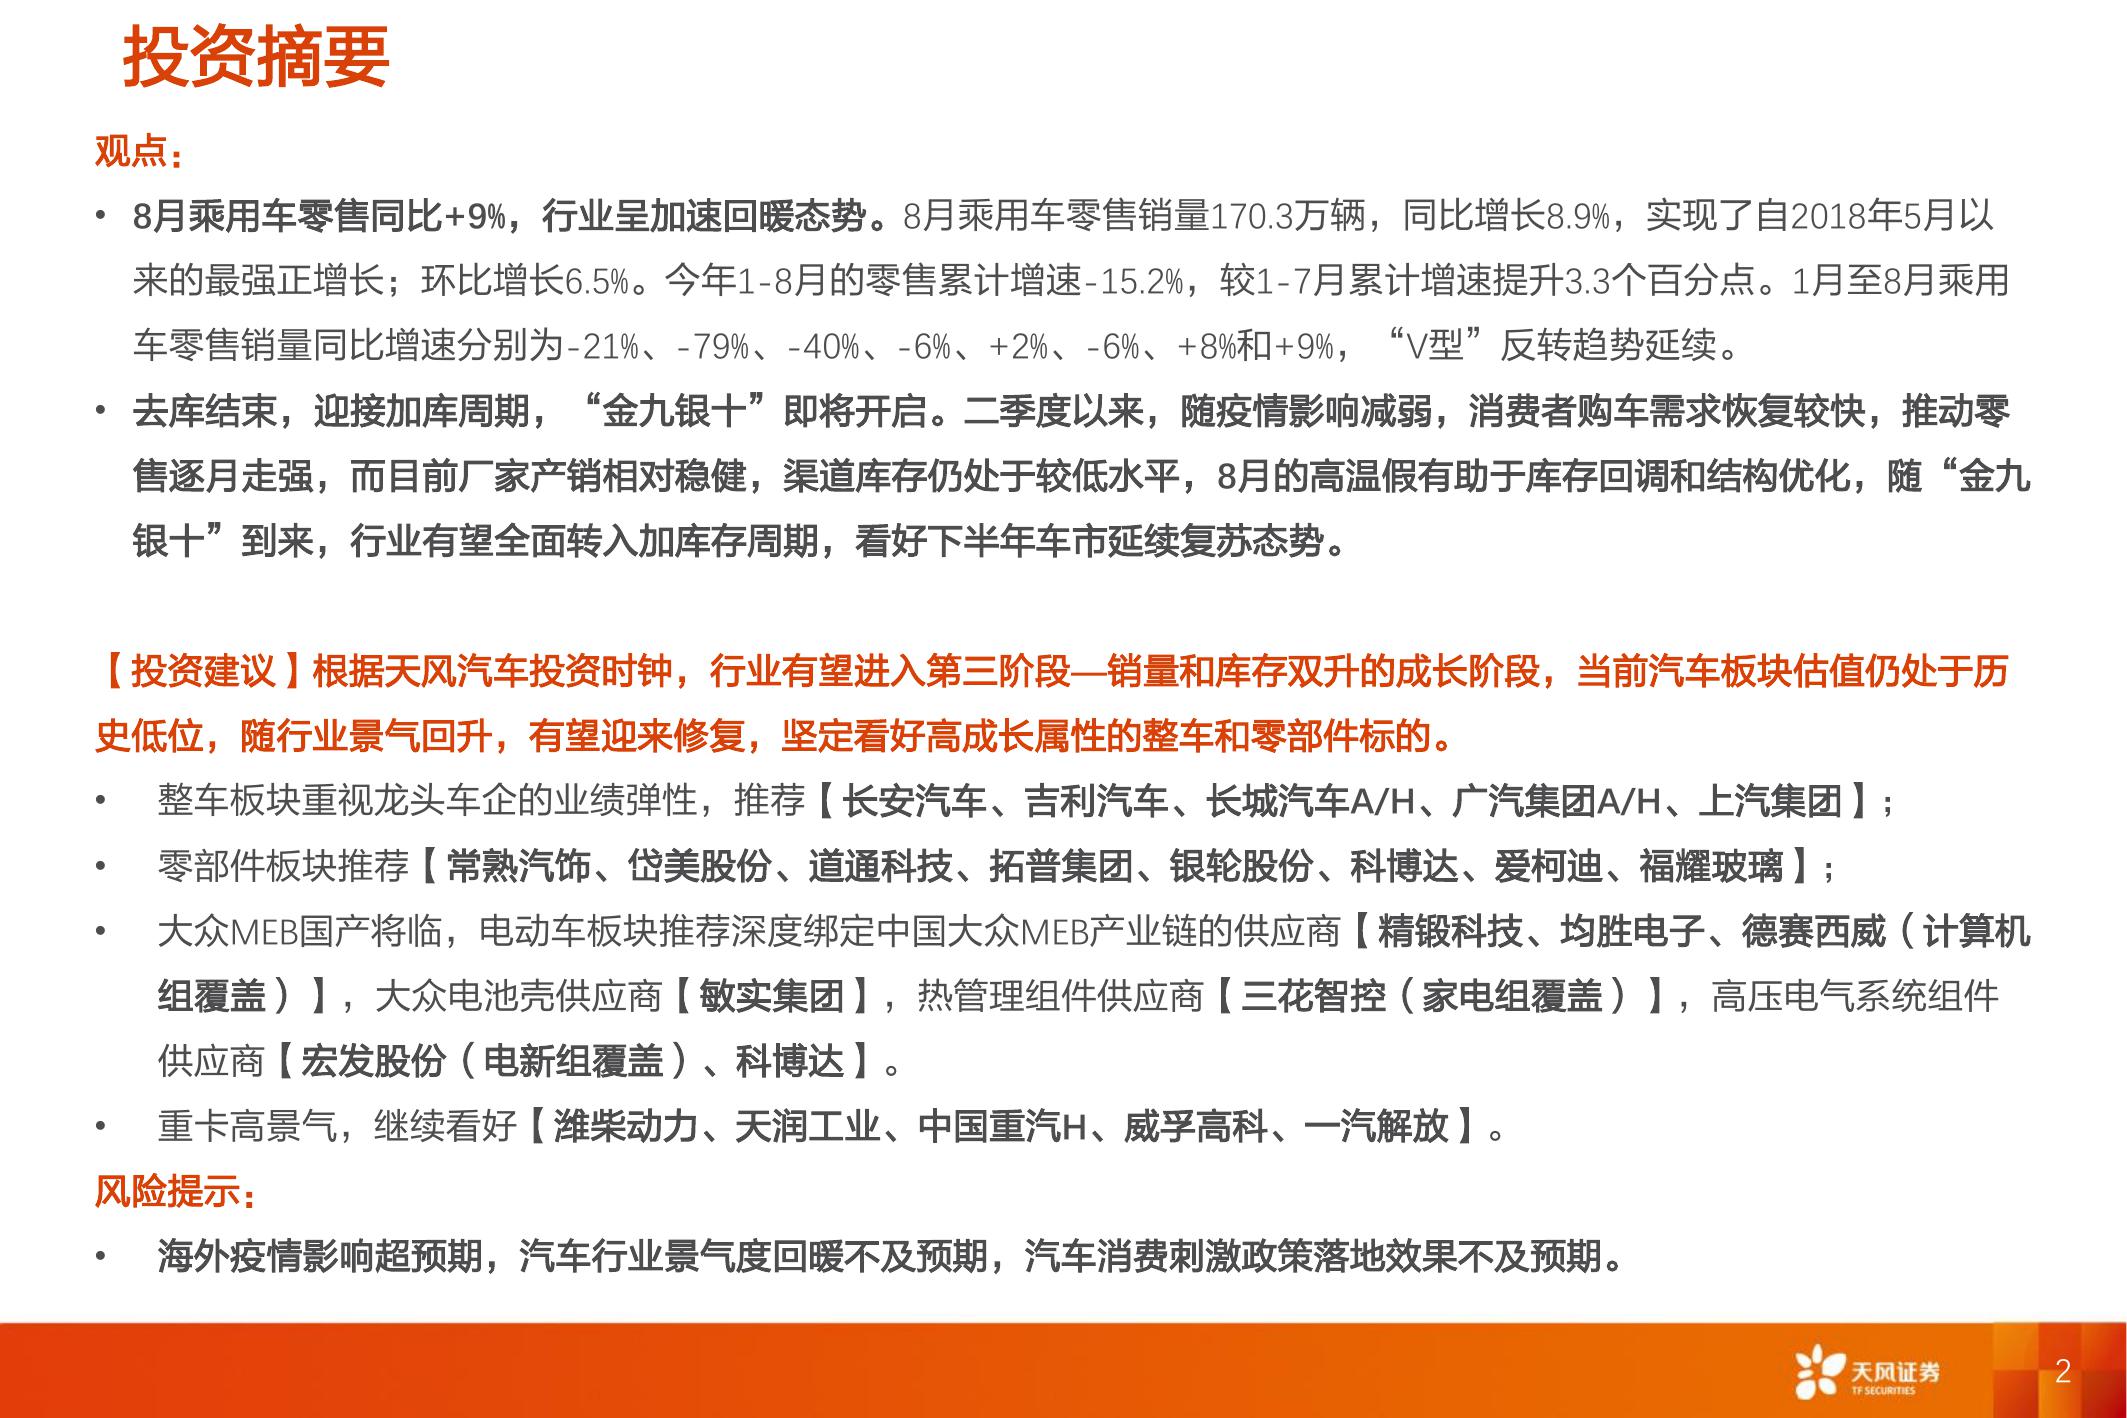 投资摘要
观点：
• 8月乘用车零售同比+9%，行业呈加速回暖态势。8月乘用车零售销量170.3万辆，同比增长8.9%，实现了自2018年5月以
来的最强正增长；环比增长6.5%。今年1-8月的零售累计增速-15.2%，较1-7月累计增速提升3.3个百分点。1月至8月乘用
车零售销量同比增速分别为-21%、-79%、-40%、-6%、+2%、-6%、+8%和+9%，“V型”反转趋势延续。
• 去库结束，迎接加库周期，“金九银十”即将开启。二季度以来，随疫情影响减弱，消费者购车需求恢复较快，推动零
售逐月走强，而目前厂家产销相对稳健，渠道库存仍处于较低水平，8月的高温假有助于库存回调和结构优化，随“金九
银十”到来，行业有望全面转入加库存周期，看好下半年车市延续复苏态势。
【投资建议】根据天风汽车投资时钟，行业有望进入第三阶段—销量和库存双升的成长阶段，当前汽车板块估值仍处于历
史低位，随行业景气回升，有望迎来修复，坚定看好高成长属性的整车和零部件标的。
• 整车板块重视龙头车企的业绩弹性，推荐【长安汽车、吉利汽车、长城汽车A/H、广汽集团A/H、上汽集团】；
• 零部件板块推荐【常熟汽饰、岱美股份、道通科技、拓普集团、银轮股份、科博达、爱柯迪、福耀玻璃】；
• 大众MEB国产将临，电动车板块推荐深度绑定中国大众MEB产业链的供应商【精锻科技、均胜电子、德赛西威（计算机
组覆盖）】，大众电池壳供应商【敏实集团】，热管理组件供应商【三花智控（家电组覆盖）】，高压电气系统组件
供应商【宏发股份（电新组覆盖）、科博达】。
• 重卡高景气，继续看好【潍柴动力、天润工业、中国重汽H、威孚高科、一汽解放】。
风险提示：
• 海外疫情影响超预期，汽车行业景气度回暖不及预期，汽车消费刺激政策落地效果不及预期。
天风证券
TF SECURITIES
2